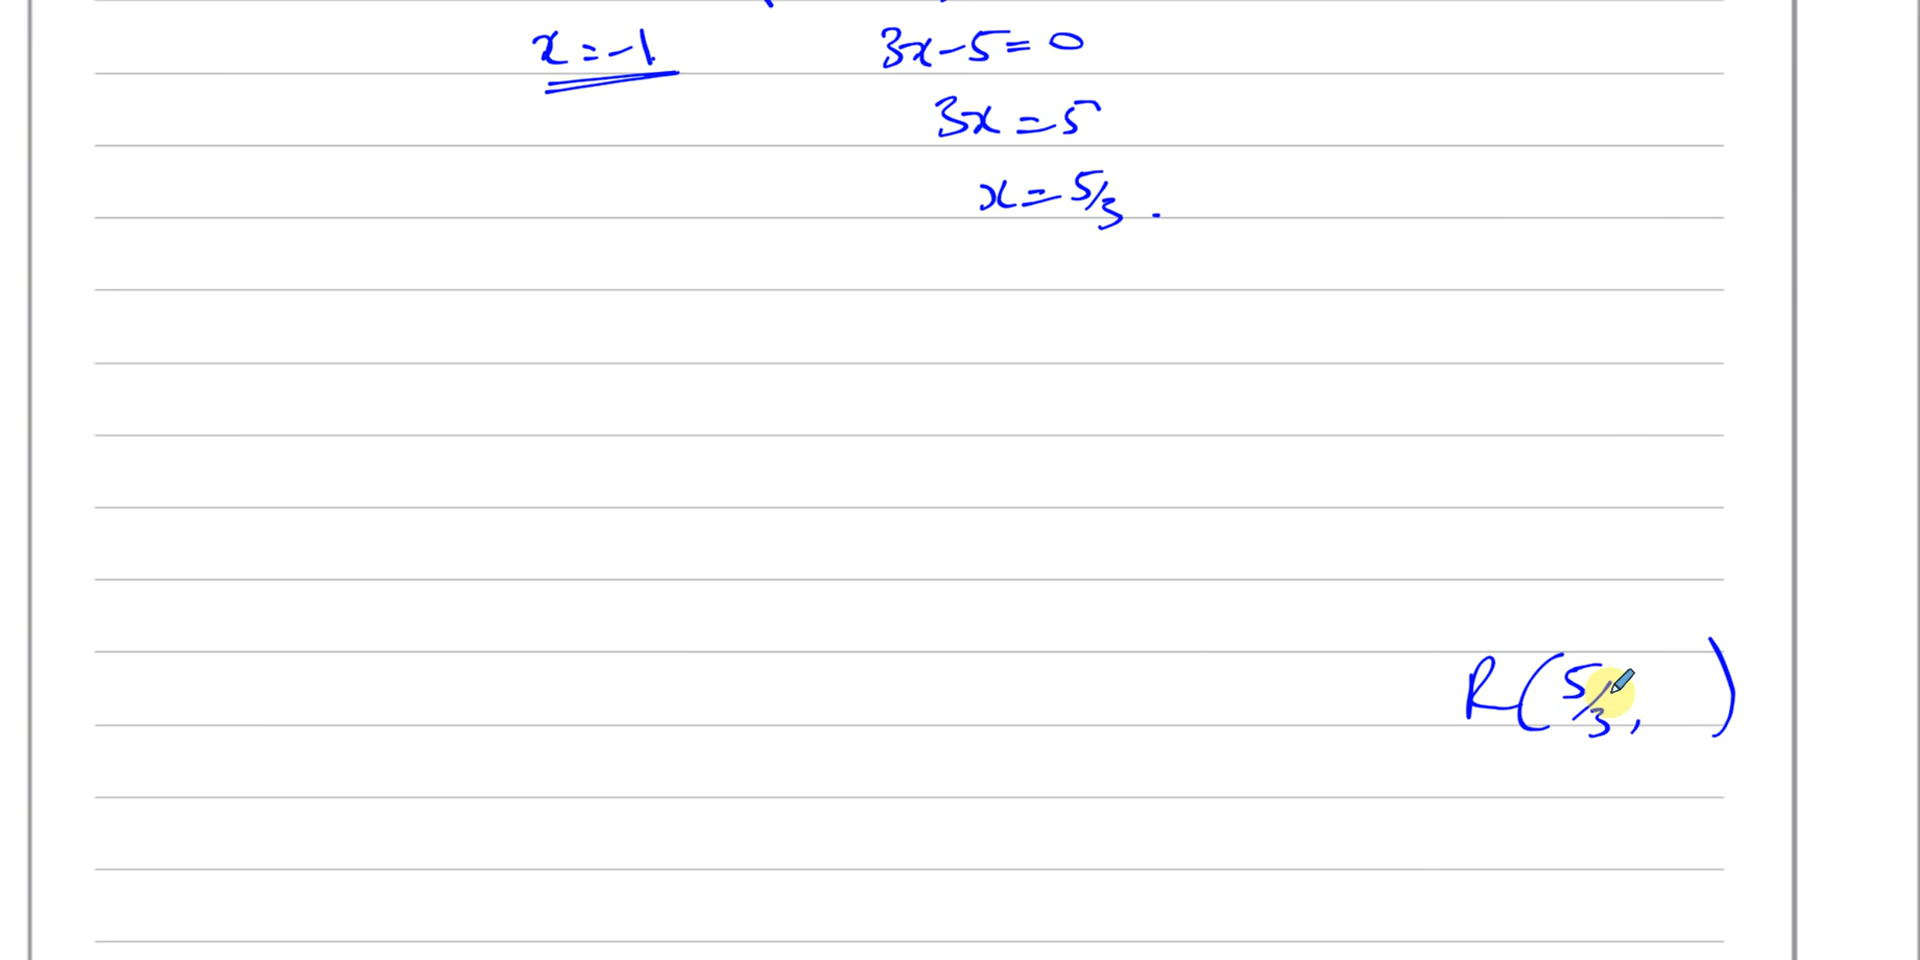 x = -1 3x - 5 = 0
3x = 5
x = 5/3 .
R(5/3, )